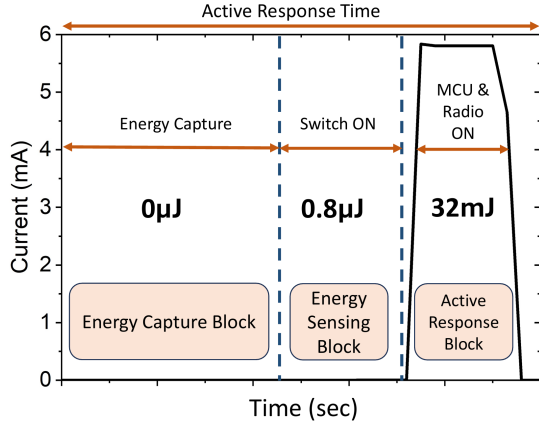 Active Response Time
6
5
4
3
2
1
0
Current (mA)
Energy Capture
Switch ON
MCU &
Radio
ON
0µJ
0.8µJ
32mJ
Energy Capture Block
Energy
Sensing
Block
Active
Response
Block
Time (sec)